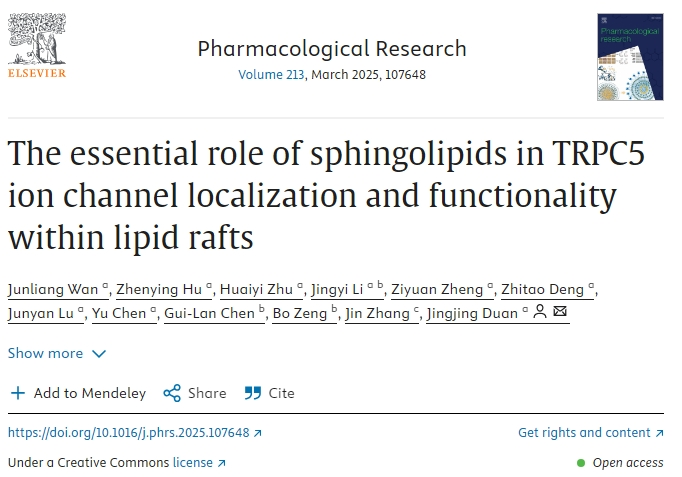 Pharmacological Research
Volume 213, March 2025, 107648
ELSEVIER
Pharmacological
research
The essential role of sphingolipids in TRPC5
ion channel localization and functionality
within lipid rafts
Junliang Wan a, Zhenying Hu a, Huaiyi Zhu a, Jingyi Li a b, Ziyuan Zheng a, Zhitao Deng a,
Junyan Lu a, Yu Chen a, Gui-Lan Chen b, Bo Zeng b, Jin Zhang c, Jingjing Duan a
Show more
Add to Mendeley Share Cite
https://doi.org/10.1016/j.phrs.2025.107648 Get rights and content
Under a Creative Commons license Open access